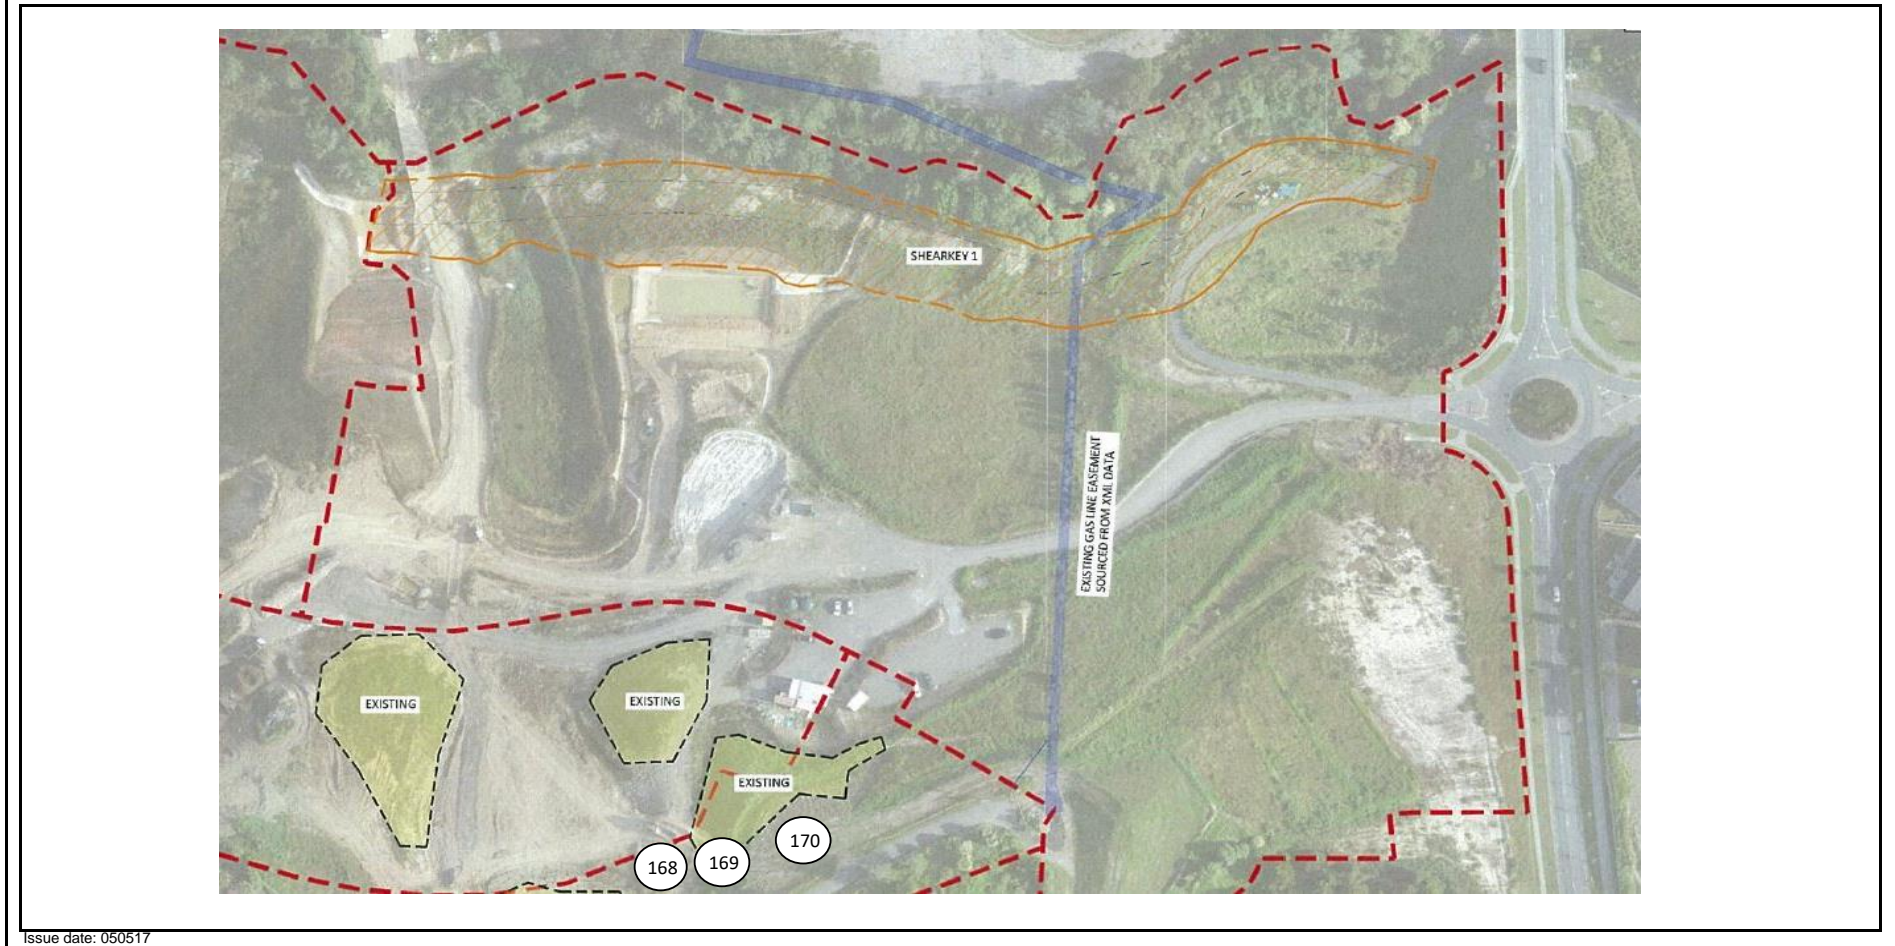 SHEARKEY 1
EXISTING GAS LINE EASEMENT
SOURCED FROM XML DATA
EXISTING
EXISTING
EXISTING
168
169
170
Issue date: 050517